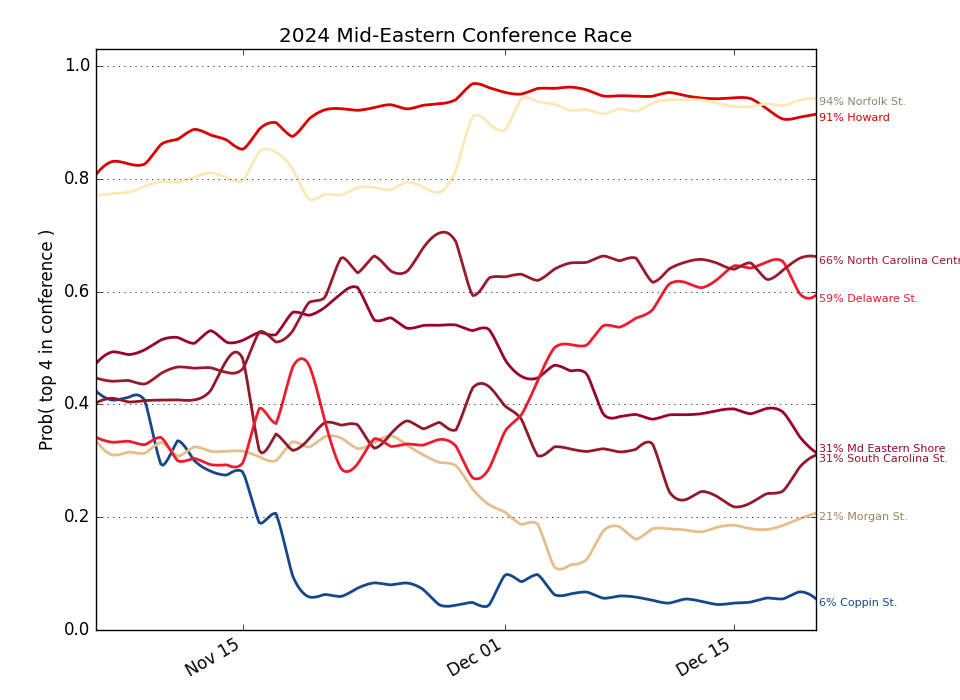 2024 Mid-Eastern Conference Race
Prob( top 4 in conference )
1.0
0.8
0.6
0.4
0.2
0.0
Nov 15
Dec 01
Dec 15
94% Norfolk St.
91% Howard
66% North Carolina Centr
59% Delaware St.
31% Md Eastern Shore
31% South Carolina St.
21% Morgan St.
6% Coppin St.